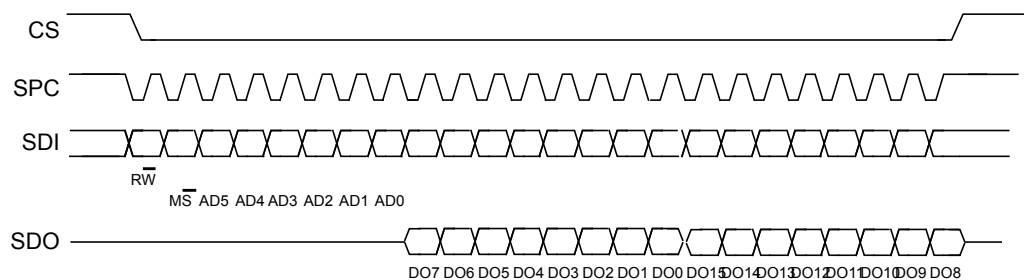 CS
SPC
SDI
RW
MS AD5 AD4 AD3 AD2 AD1 AD0
SDO
DO7 DO6 DO5 DO4 DO3 DO2 DO1 DO0 DO15 DO14 DO13 DO12 DO11 DO10 DO9 DO8